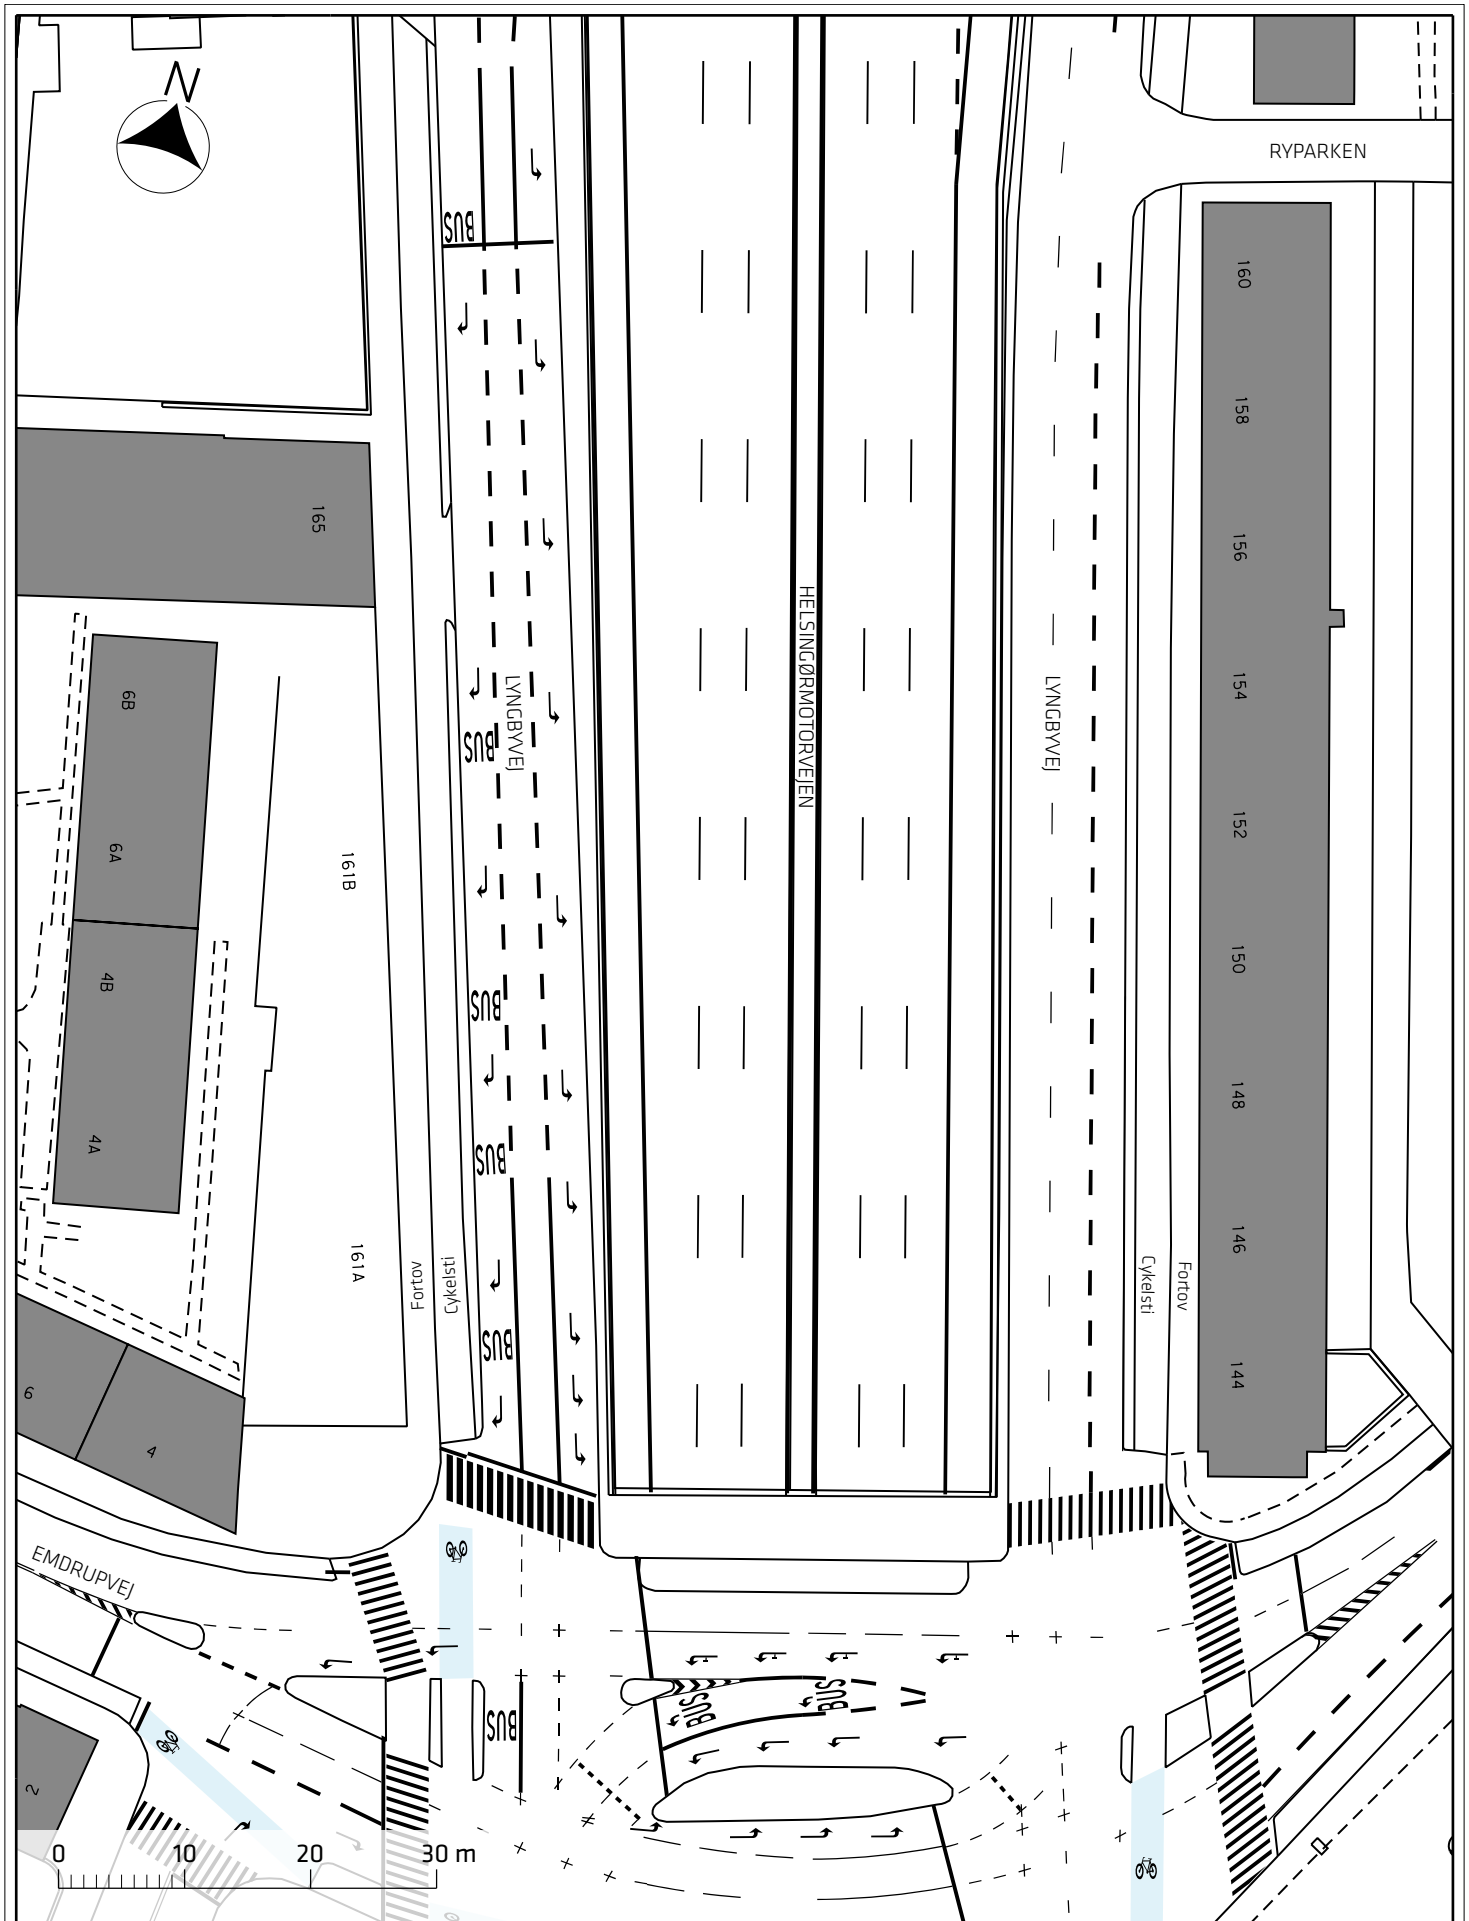 N
RYPARKEN
BUS
160
158
165
156
HELSINGØRMOTORVEJEN
6B
LYNGBYVEJ
LYNGBYVEJ
154
BUS
152
6A
161B
150
4B
BUS
148
4A
BUS
146
161A
Fortov
Cykelsti
Cykelsti
Fortov
BUS
144
6
4
EMDRUPVEJ
BUS
BUS
BUS
2
0 10 20 30 m